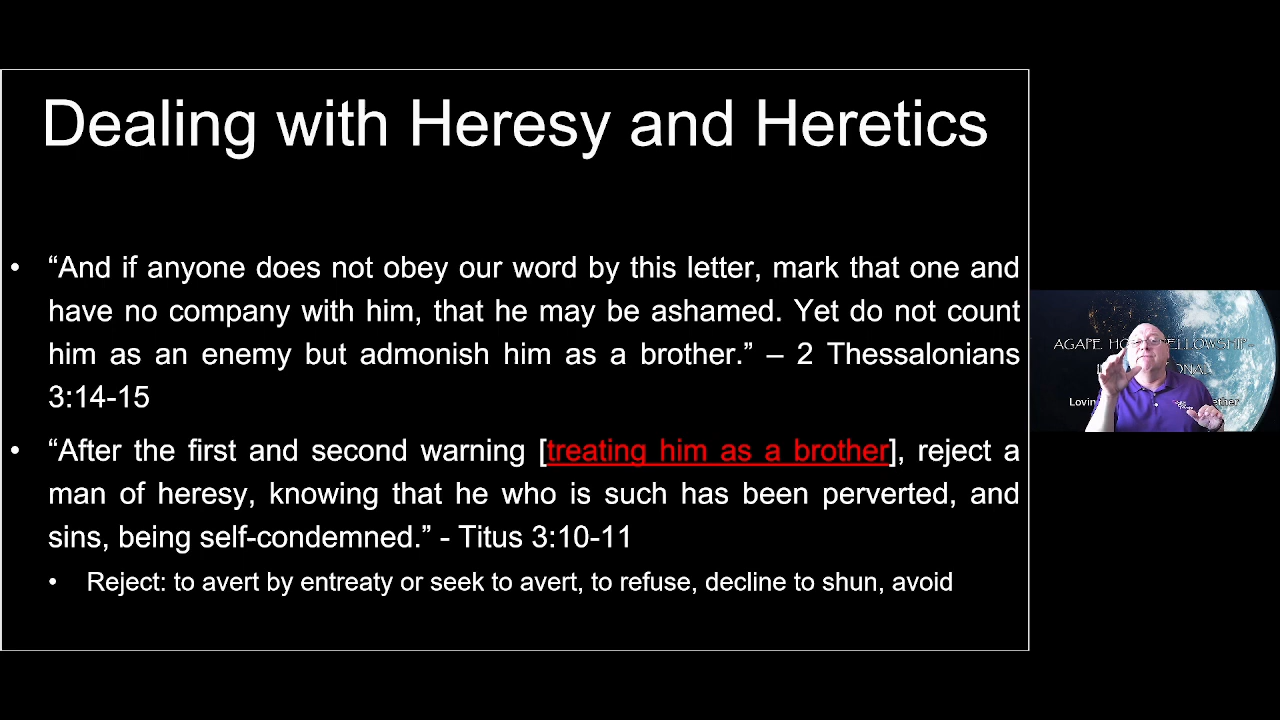 Dealing with Heresy and Heretics
• “And if anyone does not obey our word by this letter, mark that one and
have no company with him, that he may be ashamed. Yet do not count
him as an enemy but admonish him as a brother.” – 2 Thessalonians
3:14-15
• “After the first and second warning [treating him as a brother], reject a
man of heresy, knowing that he who is such has been perverted, and
sins, being self-condemned.” - Titus 3:10-11
• Reject: to avert by entreaty or seek to avert, to refuse, decline to shun, avoid
AGAPE